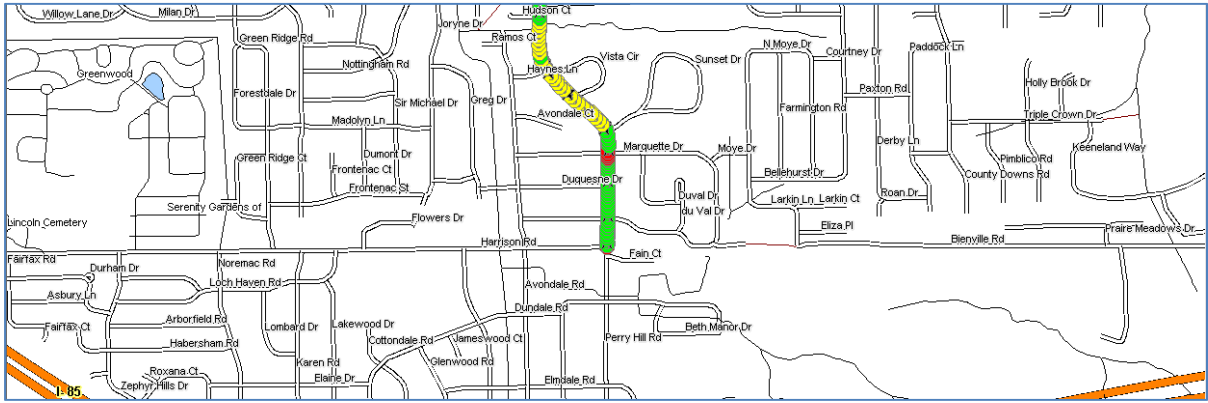 Willow Lane Dr
Milan Dr
Joryne Dr
Hudson Ct
Green Ridge Rd
Ramos Ct
N Moye Dr
Courtney Dr
Paddock Ln
Nottingham Rd
Haynes Ln
Vista Cir
Sunset Dr
Greenwood
Forestdale Dr
Sir Michael Dr
Greg Dr
Paxton Rd
Holly Brook Dr
Madolyn Ln
Avondale Ct
Farmington Rd
Triple Crown Dr
Green Ridge Ct
Dumont Dr
Marquette Dr
Moye Dr
Derby Ln
Keeneland Way
Frontenac Ct
Pimblico Rd
Frontenac St
Duquesne Dr
Bellehurst Dr
County Downs Rd
Serenity Gardens of
Duval Dr
Larkin Ln
Larkin Ct
Roan Dr
Lincoln Cemetery
Flowers Dr
du Val Dr
Eliza Pl
Prairie Meadows Dr
Harrison Rd
Bienville Rd
Fairfax Rd
Noremac Rd
Fain Ct
Durham Dr
Loch Haven Rd
Avondale Rd
Asbury Ln
Dundale Rd
Fairfax Ct
Arborfield Rd
Lombard Dr
Lakewood Dr
Beth Manor Dr
Habersham Rd
Cottondale Rd
Jameswood Ct
Perry Hill Rd
Karen Rd
Glenwood Rd
Roxana Ct
Zephyr Hills Dr
Elaine Dr
Elmdale Rd
I- 85